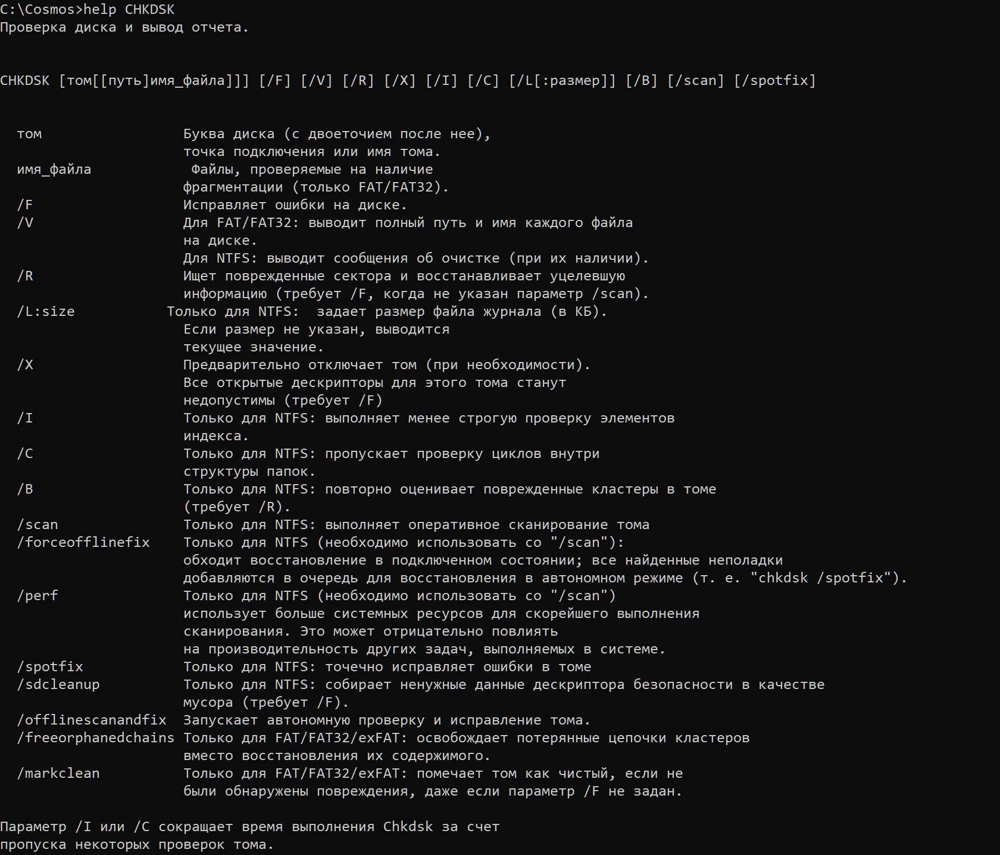 C:\Cosmos>help CHKDSK
Проверка диска и вывод отчета.
CHKDSK [том[[путь]имя_файла]]] [/F] [/V] [/R] [/X] [/I] [/C] [/L[:размер]] [/B] [/scan] [/spotfix]
том Буква диска (с двоеточием после нее),
точка подключения или имя тома.
имя_файла Файлы, проверяемые на наличие
фрагментации (только FAT/FAT32).
/F Исправляет ошибки на диске.
/V Для FAT/FAT32: выводит полный путь и имя каждого файла
на диске.
Для NTFS: выводит сообщения об очистке (при их наличии).
/R Ищет поврежденные сектора и восстанавливает уцелевшую
информацию (требует /F, когда не указан параметр /scan).
/L:size Только для NTFS:  задает размер файла журнала (в КБ).
Если размер не указан, выводится
текущее значение.
/X Предварительно отключает том (при необходимости).
Все открытые дескрипторы для этого тома станут
недопустимы (требует /F)
/I Только для NTFS: выполняет менее строгую проверку элементов
индекса.
/C Только для NTFS: пропускает проверку циклов внутри
структуры папок.
/B Только для NTFS: повторно оценивает поврежденные кластеры в томе
(требует /R).
/scan Только для NTFS: выполняет оперативное сканирование тома
/forceofflinefix Только для NTFS (необходимо использовать со "/scan"):
обходит восстановление в подключенном состоянии; все найденные неполадки
добавляются в очередь для восстановления в автономном режиме (т. е. "chkdsk /spotfix").
/perf Только для NTFS (необходимо использовать со "/scan")
использует больше системных ресурсов для скорейшего выполнения
сканирования. Это может отрицательно повлиять
на производительность других задач, выполняемых в системе.
/spotfix Только для NTFS: точечно исправляет ошибки в томе
/sdcleanup Только для NTFS: собирает ненужные данные дескриптора безопасности в качестве
мусора (требует /F).
/offlinescanandfix Запускает автономную проверку и исправление тома.
/freeorphanedchains Только для FAT/FAT32/exFAT: освобождает потерянные цепочки кластеров
вместо восстановления их содержимого.
/markclean Только для FAT/FAT32/exFAT: помечает том как чистый, если не
были обнаружены повреждения, даже если параметр /F не задан.
Параметр /I или /C сокращает время выполнения Chkdsk за счет
пропуска некоторых проверок тома.